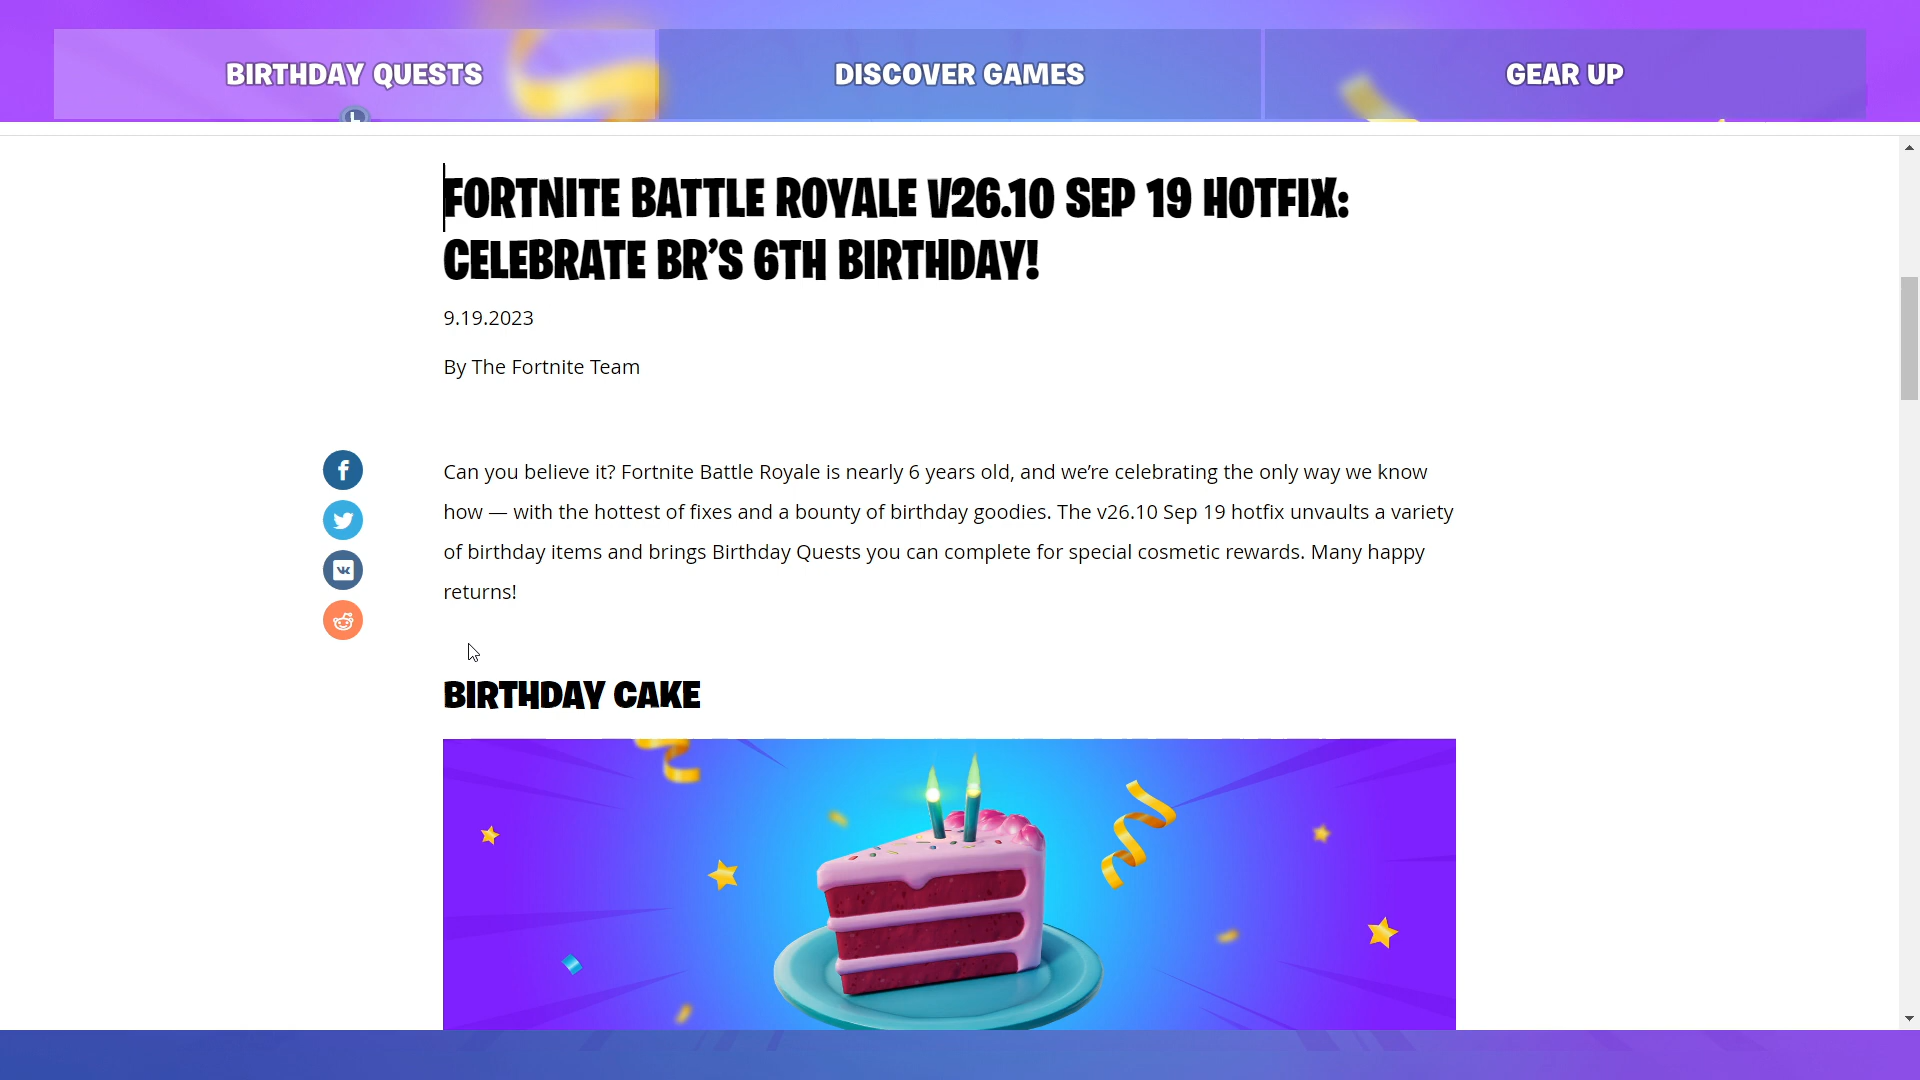 BIRTHDAY QUESTS
DISCOVER GAMES
GEAR UP
L
FORTNITE BATTLE ROYALE V26.10 SEP 19 HOTFIX:
CELEBRATE BR’S 6TH BIRTHDAY!
9.19.2023
By The Fortnite Team
Can you believe it? Fortnite Battle Royale is nearly 6 years old, and we’re celebrating the only way we know
how — with the hottest of fixes and a bounty of birthday goodies. The v26.10 Sep 19 hotfix unvaults a variety
of birthday items and brings Birthday Quests you can complete for special cosmetic rewards. Many happy
returns!
BIRTHDAY CAKE